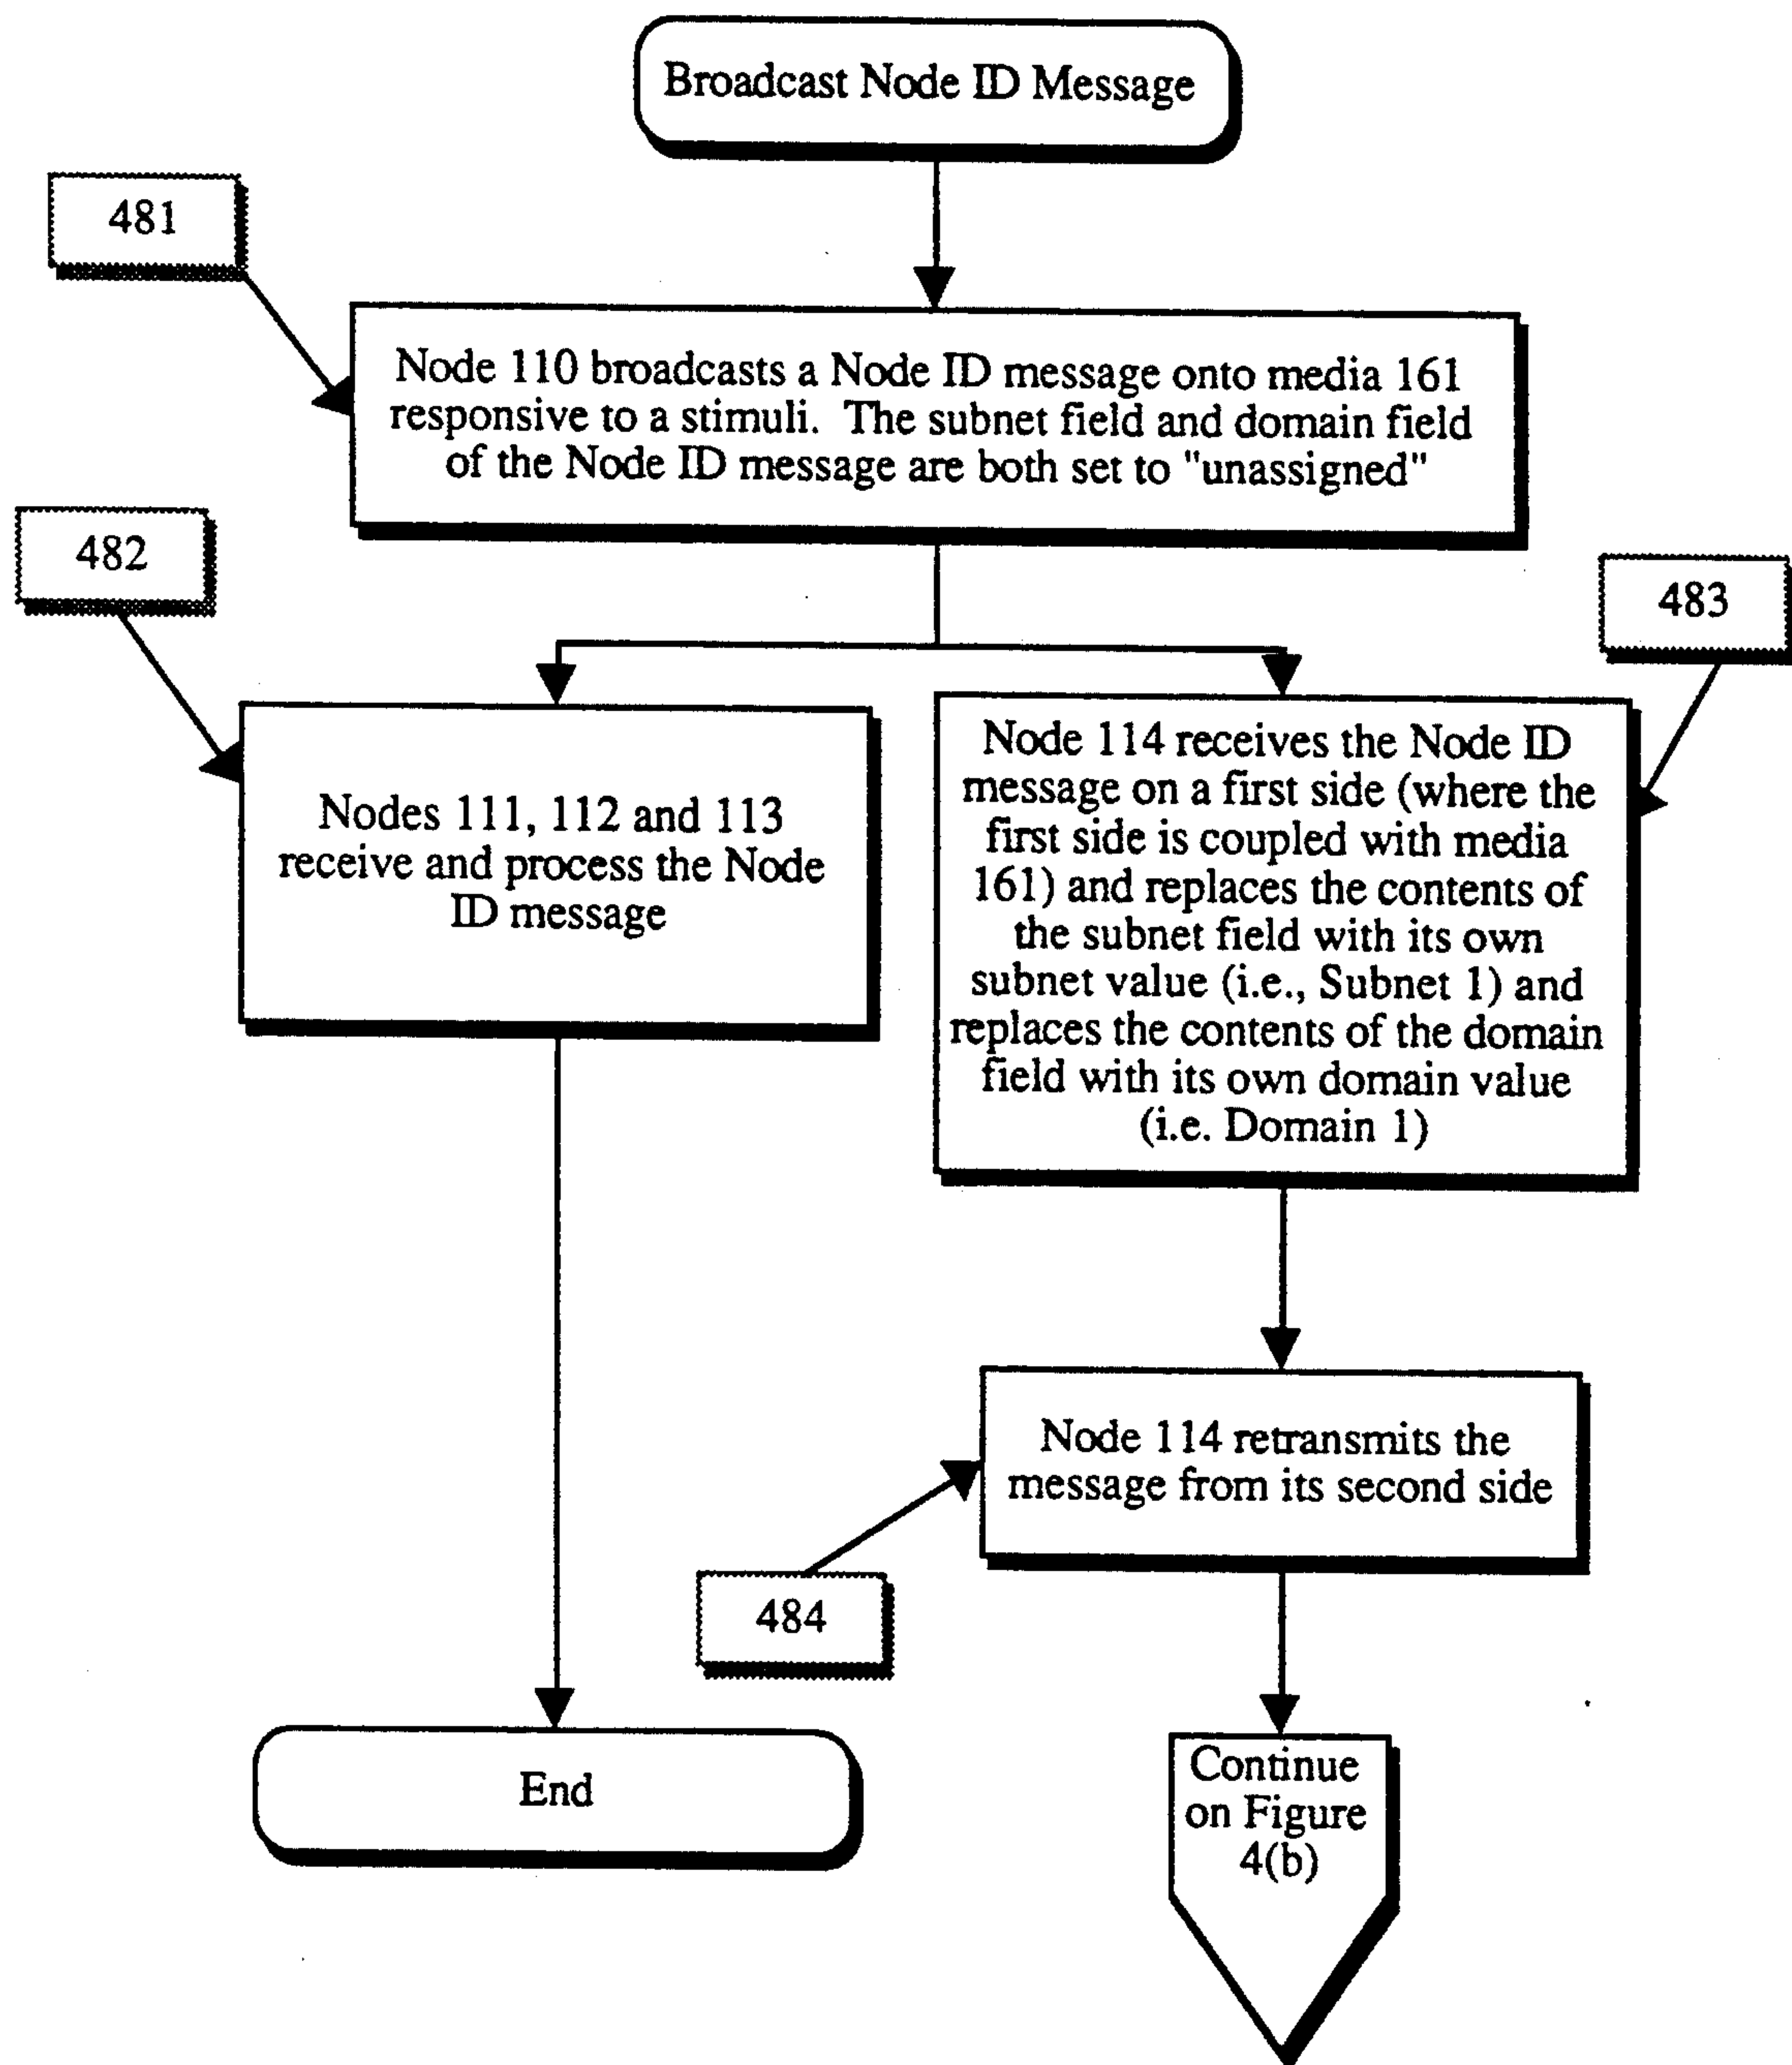 Broadcast Node ID Message
481
Node 110 broadcasts a Node ID message onto media 161
responsive to a stimuli. The subnet field and domain field
of the Node ID message are both set to "unassigned"
482
483
Nodes 111, 112 and 113
receive and process the Node
ID message
Node 114 receives the Node ID
message on a first side (where the
first side is coupled with media
161) and replaces the contents of
the subnet field with its own
subnet value (i.e., Subnet 1) and
replaces the contents of the domain
field with its own domain value
(i.e. Domain 1)
Node 114 retransmits the
message from its second side
484
End
Continue
on Figure
4(b)